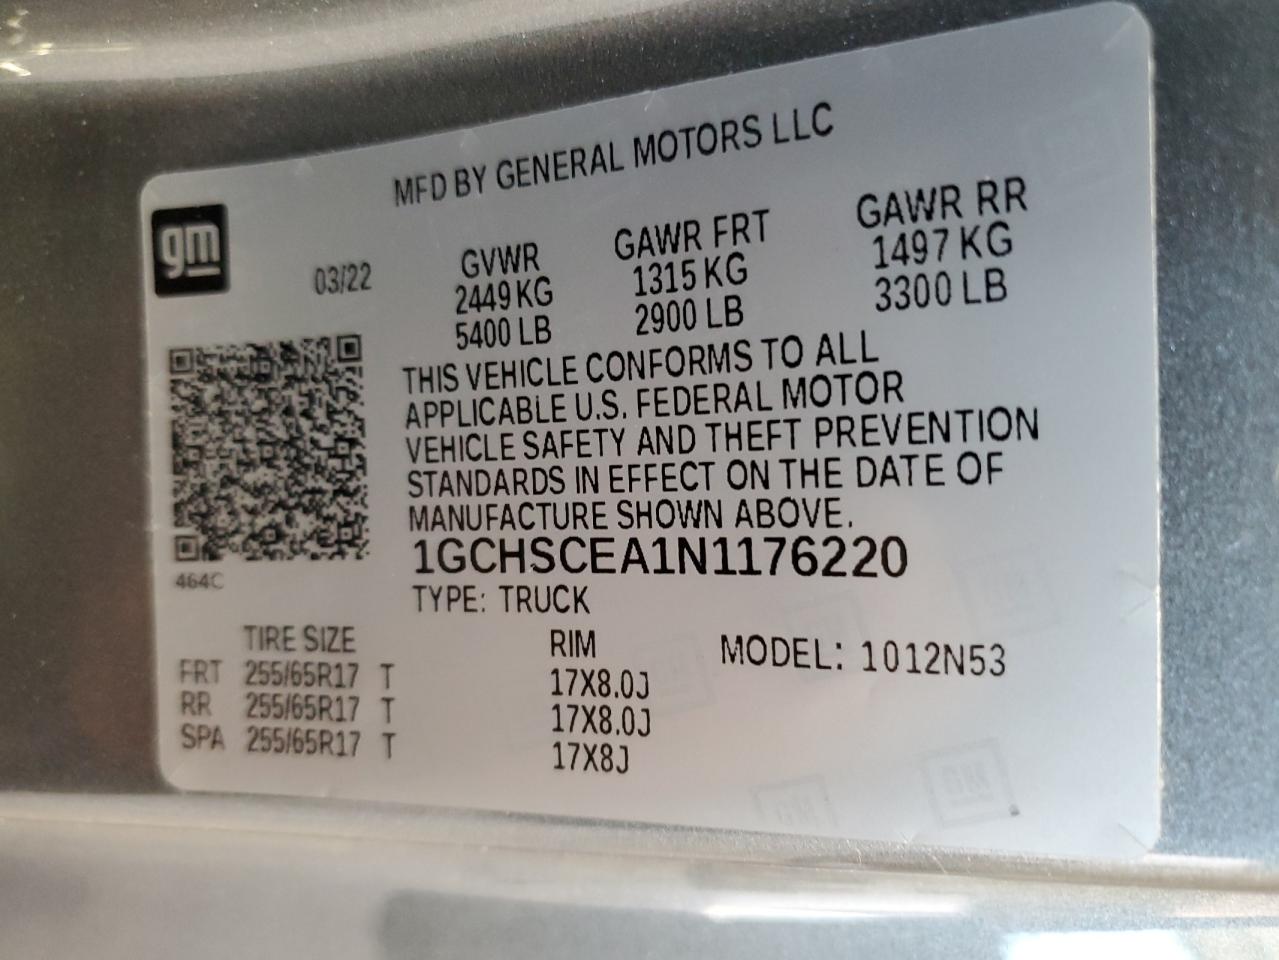 MFD BY GENERAL MOTORS LLC
gm
03/22
GVWR GAWR FRT GAWR RR
2449 KG 1315 KG 1497 KG
5400 LB 2900 LB 3300 LB
THIS VEHICLE CONFORMS TO ALL
APPLICABLE U.S. FEDERAL MOTOR
VEHICLE SAFETY AND THEFT PREVENTION
STANDARDS IN EFFECT ON THE DATE OF
MANUFACTURE SHOWN ABOVE.
1GCHSCEA1N1176220
464C
TYPE: TRUCK
TIRE SIZE RIM MODEL: 1012N53
FRT 255/65R17 T 17X8.0J
RR 255/65R17 T 17X8.0J
SPA 255/65R17 T 17X8J
GM
GM